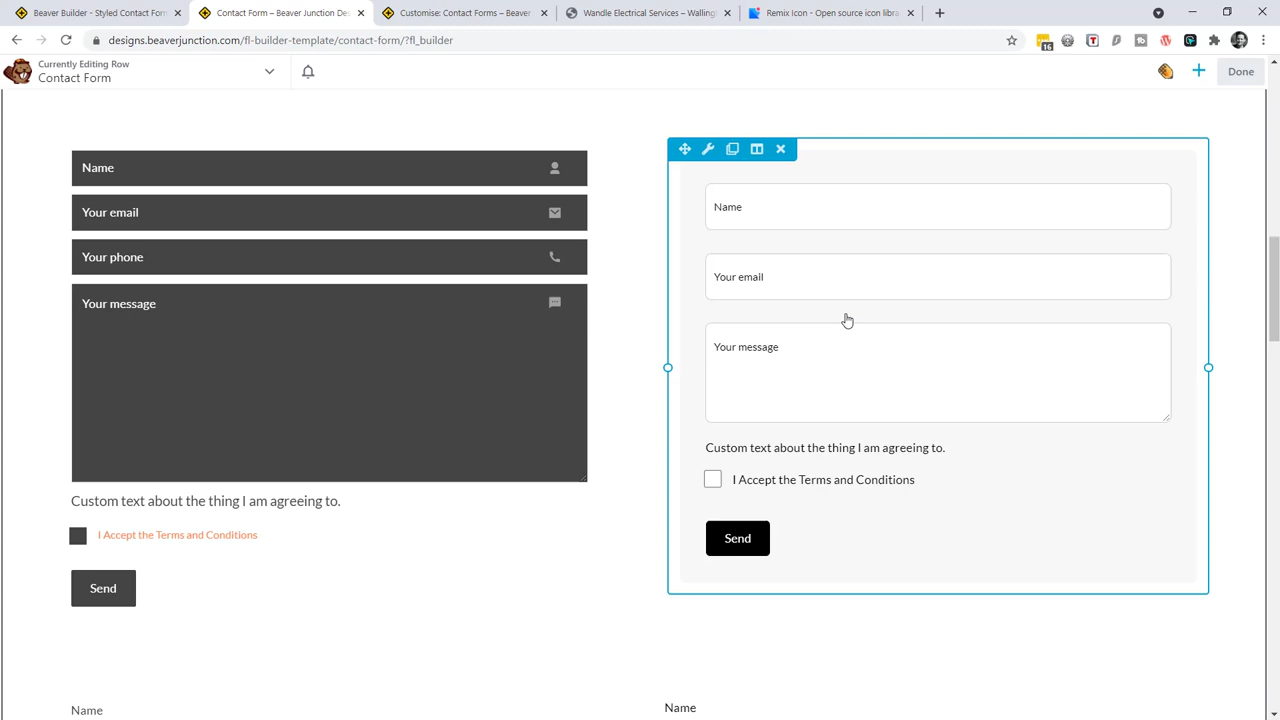 Beaver Builder - Styled Contact Form
Contact Form – Beaver Junction De
Customise: Contact Forms – Beaver
Wandle Electrical Services – Walling
Remix Icon - Open source icon libra
designs.beaverjunction.com/fl-builder-template/contact-form/?fl_builder
16
Currently Editing Row
Contact Form
Done
Name
Your email
Your phone
Your message
Custom text about the thing I am agreeing to.
I Accept the Terms and Conditions
Send
Name
Your email
Your message
Custom text about the thing I am agreeing to.
I Accept the Terms and Conditions
Send
Name
Name